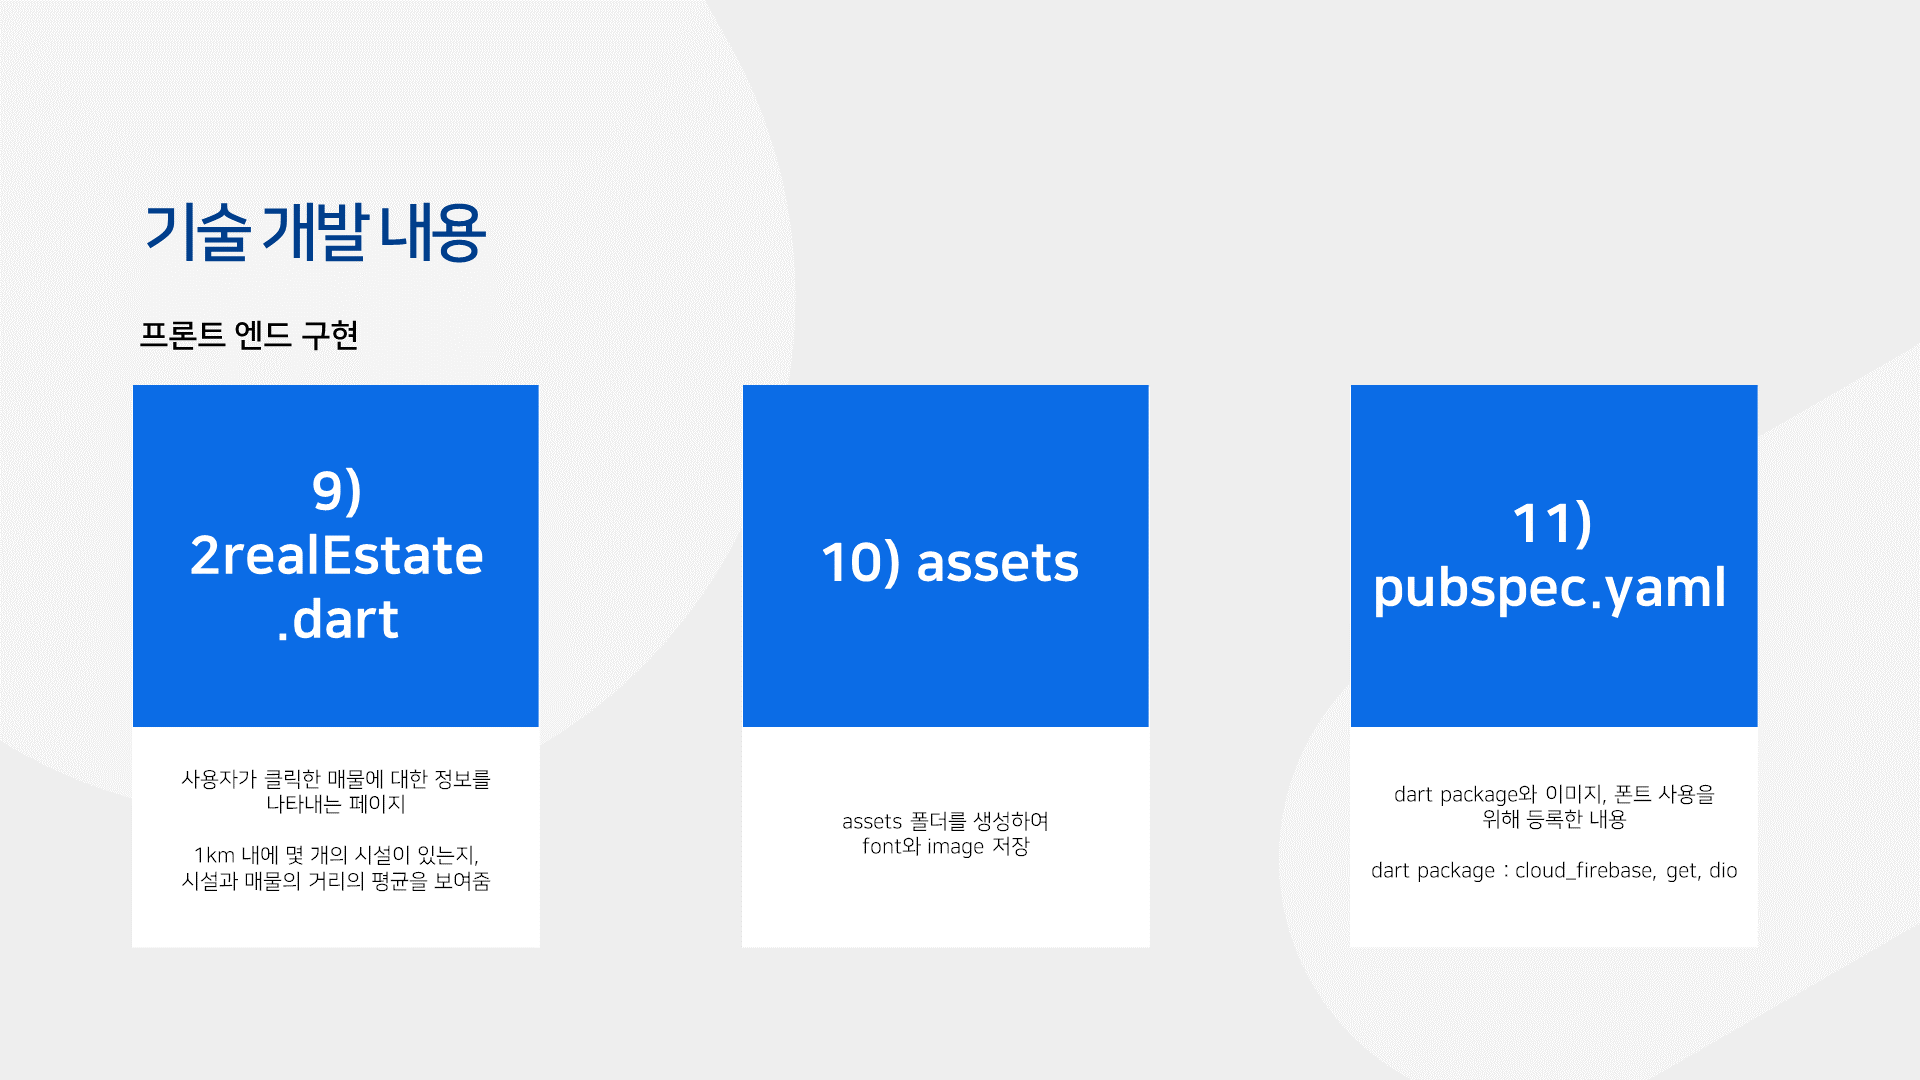 기술 개발 내용
프론트 엔드 구현
9)
2realEstate
.dart
사용자가 클릭한 매물에 대한 정보를
나타내는 페이지
1km 내에 몇 개의 시설이 있는지,
시설과 매물의 거리의 평균을 보여줌
10) assets
assets 폴더를 생성하여
font와 image 저장
11)
pubspec.yaml
dart package와 이미지, 폰트 사용을
위해 등록한 내용
dart package : cloud_firebase, get, dio